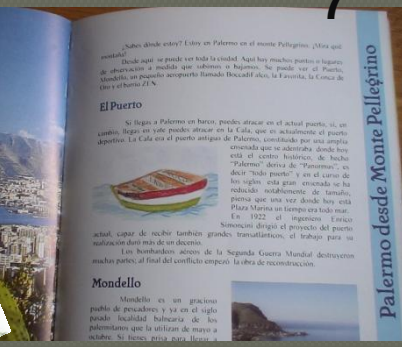 ¿Sabes dónde estoy? Estoy en Palermo en el monte Pellegrino. ¡Mira qué
montaña!
Desde aquí se puede ver toda la ciudad. Aquí hay muchos puntos o lugares
de observación a medida que subimos o bajamos. Se puede ver el Puerto,
Mondello, un pequeño aeropuerto llamado Boccadifalco, la Favorita, la Conca de
Oro y el barrio ZEN.
El Puerto
Si llegas a Palermo en barco, puedes atracar en el actual puerto, si, en
cambio, llegas en yate puedes atracar en la Cala, que es actualmente el puerto
deportivo. La Cala era el puerto antiguo de Palermo, constituido por una amplia
ensenada que se adentraba donde hoy
está el centro histórico, de hecho
"Palermo" deriva de "Panormus", es
decir "todo puerto" y en el curso de
los siglos esta gran ensenada se ha
reducido notablemente de tamaño,
piensa que una vez donde hoy está
Plaza Marina un tiempo era todo mar.
En 1922 el ingeniero Enrico
Simoncini dirigió el proyecto del puerto
actual, capaz de recibir también grandes transatlánticos, el trabajo para su
realización duró más de un decenio.
Los bombardeos aéreos de la Segunda Guerra Mundial destruyeron
muchas partes; al final del conflicto empezó la obra de reconstrucción.
Mondello
Mondello es un gracioso
pueblo de pescadores y ya en el siglo
pasado localidad balnearia de los
palermitanos que la utilizan de mayo a
octubre. Si tienes prisa para llegar a
Palermo desde Monte Pellegrino